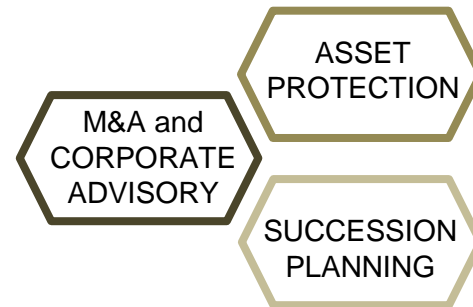 ASSET
PROTECTION
M&A and
CORPORATE
ADVISORY
SUCCESSION
PLANNING